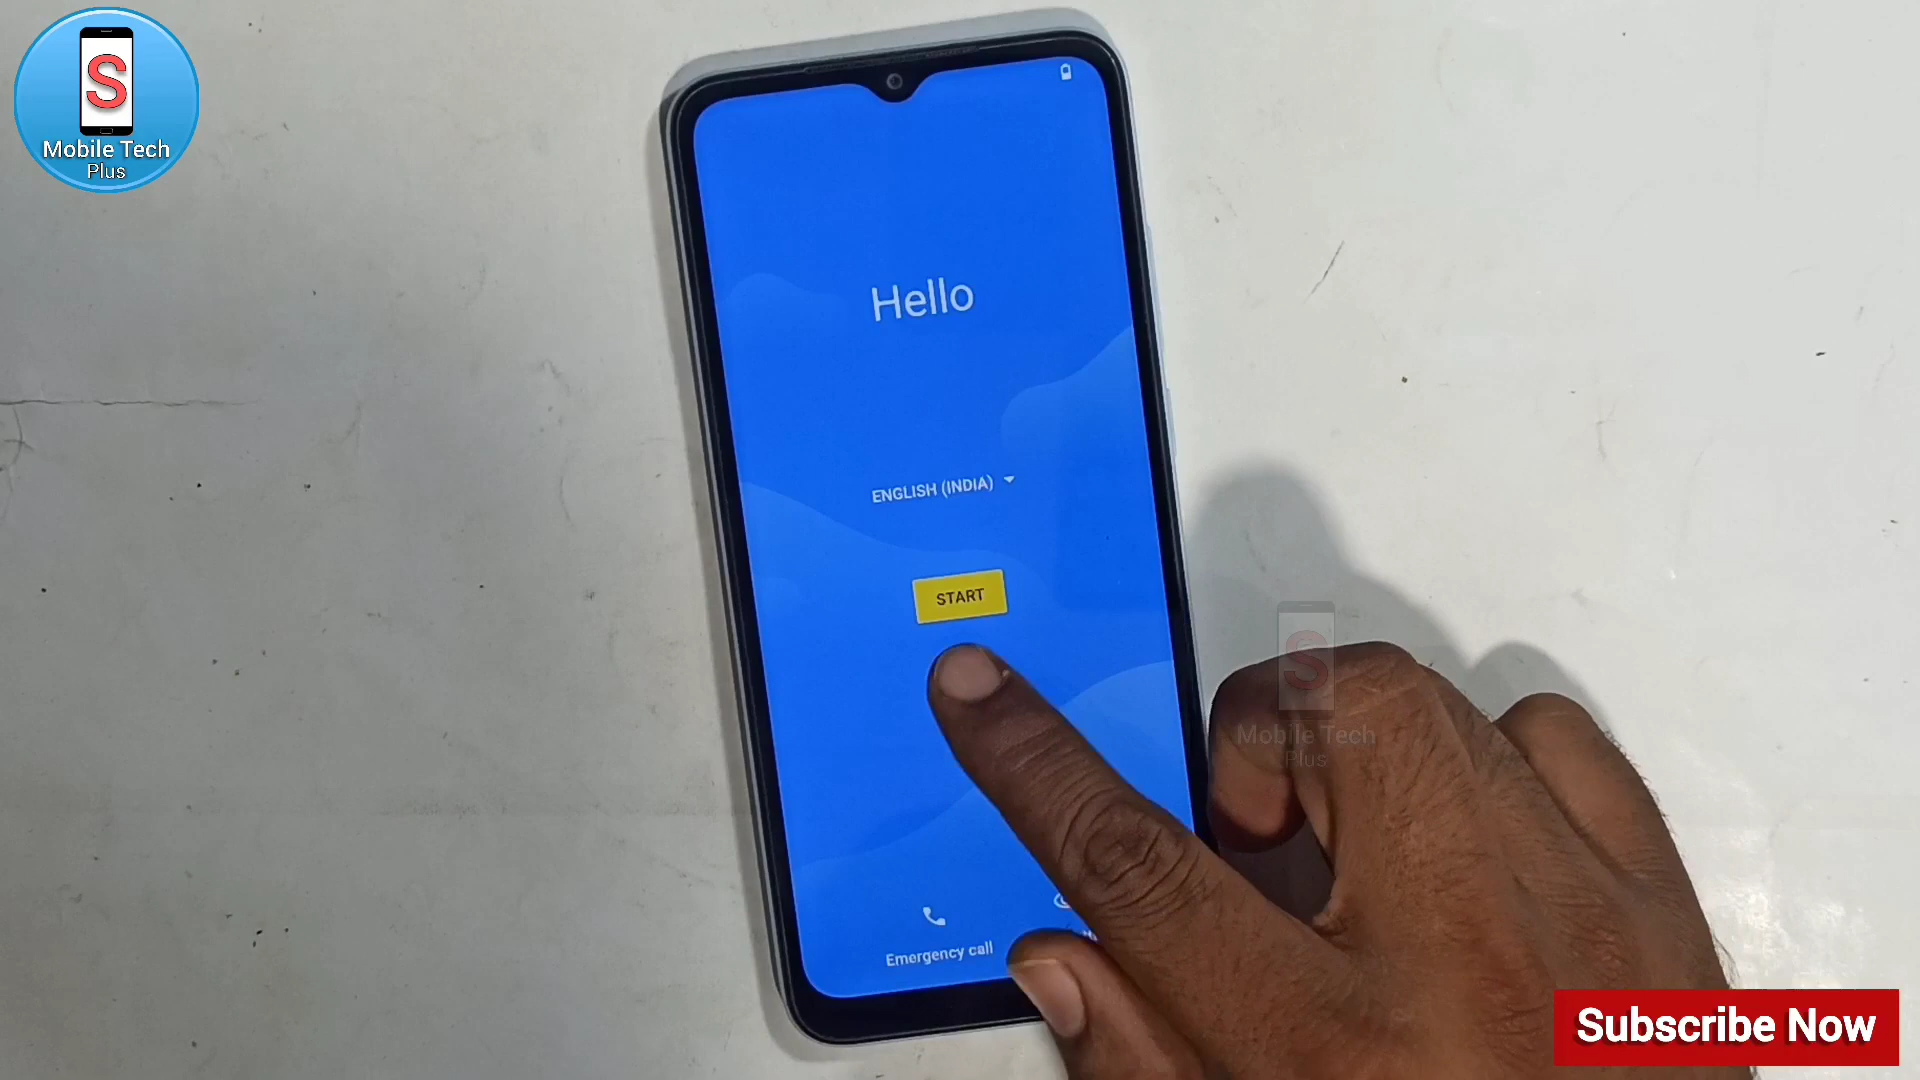 S
Mobile Tech
Plus
Hello
ENGLISH (INDIA)
START
S
Mobile Tech
Plus
Emergency call
Subscribe Now